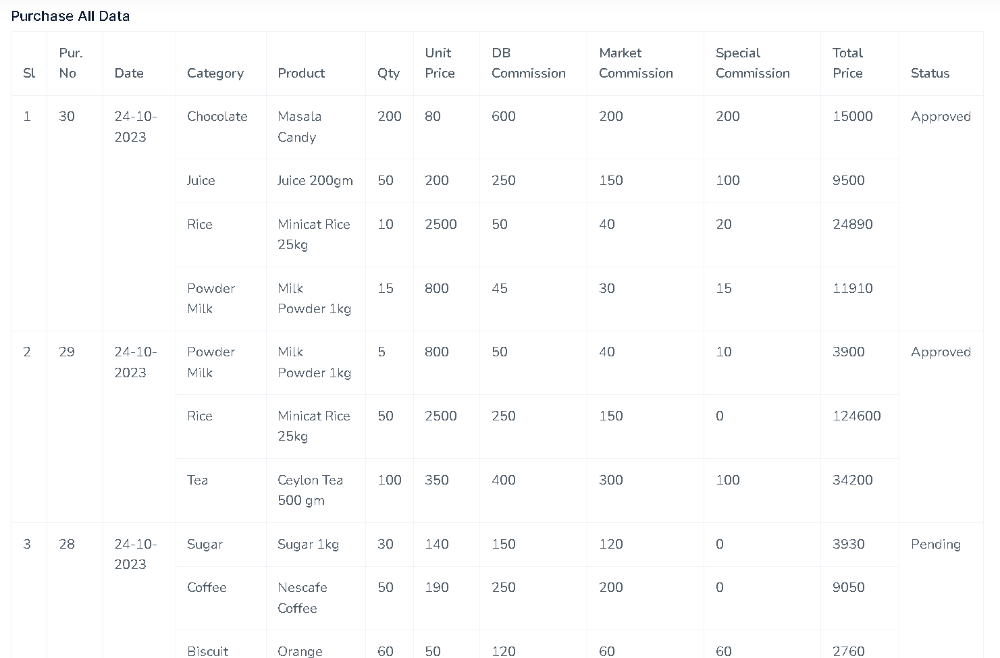 Purchase All Data
Sl Pur. No Date Category Product Qty Unit Price DB Commission Market Commission Special Commission Total Price Status
1 30 24-10-2023 Chocolate Masala Candy 200 80 600 200 200 15000 Approved
Juice Juice 200gm 50 200 250 150 100 9500
Rice Minicat Rice 25kg 10 2500 50 40 20 24890
Powder Milk Milk Powder 1kg 15 800 45 30 15 11910
2 29 24-10-2023 Powder Milk Milk Powder 1kg 5 800 50 40 10 3900 Approved
Rice Minicat Rice 25kg 50 2500 250 150 0 124600
Tea Ceylon Tea 500 gm 100 350 400 300 100 34200
3 28 24-10-2023 Sugar Sugar 1kg 30 140 150 120 0 3930 Pending
Coffee Nescafe Coffee 50 190 250 200 0 9050
Biscuit Orange 60 50 120 60 60 2760